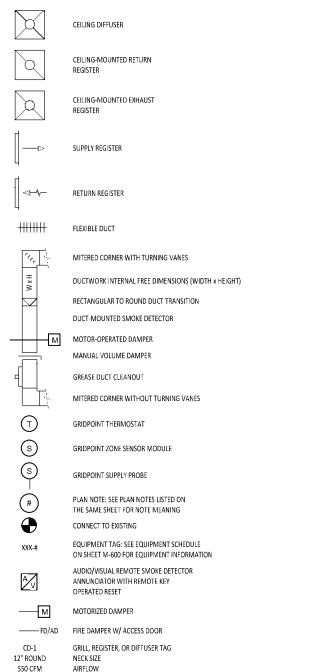 CEILING DIFFUSER
CEILING-MOUNTED RETURN
REGISTER
CEILING-MOUNTED EXHAUST
REGISTER
SUPPLY REGISTER
RETURN REGISTER
FLEXIBLE DUCT
MITERED CORNER WITH TURNING VANES
W x H
DUCTWORK INTERNAL FREE DIMENSIONS (WIDTH x HEIGHT)
RECTANGULAR TO ROUND DUCT TRANSITION
DUCT-MOUNTED SMOKE DETECTOR
M MOTOR-OPERATED DAMPER
MANUAL VOLUME DAMPER
GREASE DUCT CLEANOUT
MITERED CORNER WITHOUT TURNING VANES
T GRIDPOINT THERMOSTAT
S GRIDPOINT ZONE SENSOR MODULE
S GRIDPOINT SUPPLY PROBE
# PLAN NOTE: SEE PLAN NOTES LISTED ON
THE SAME SHEET FOR NOTE MEANING
CONNECT TO EXISTING
XXX-# EQUIPMENT TAG: SEE EQUIPMENT SCHEDULE
ON SHEET M-600 FOR EQUIPMENT INFORMATION
A/V AUDIO/VISUAL REMOTE SMOKE DETECTOR
ANNUNCIATOR WITH REMOTE KEY
OPERATED RESET
M MOTORIZED DAMPER
FD/AD FIRE DAMPER W/ ACCESS DOOR
CD-1 GRILL, REGISTER, OR DIFFUSER TAG
12" ROUND NECK SIZE
550 CFM AIRFLOW